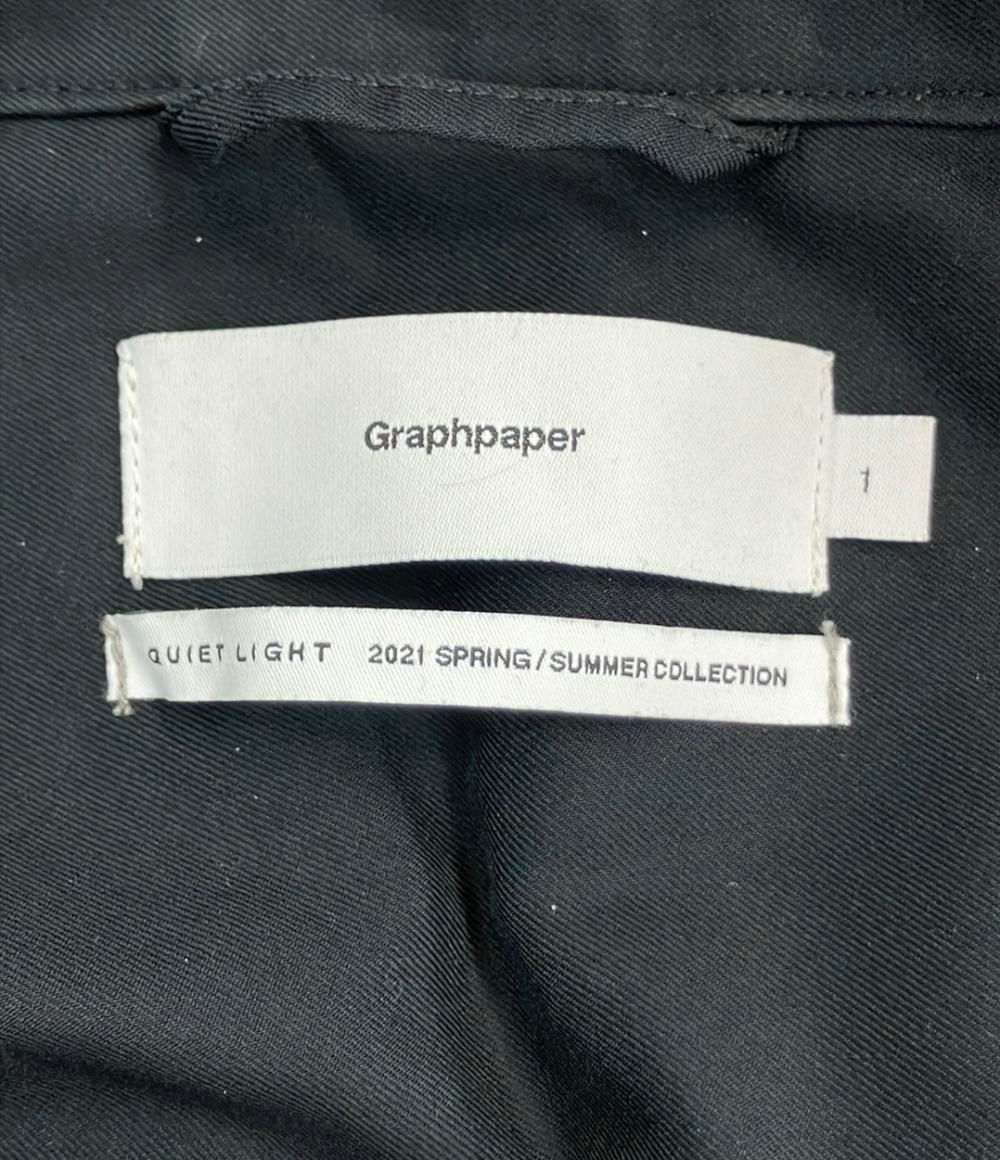 Graphpaper
1
QUIET LIGHT 2021 SPRING/SUMMER COLLECTION